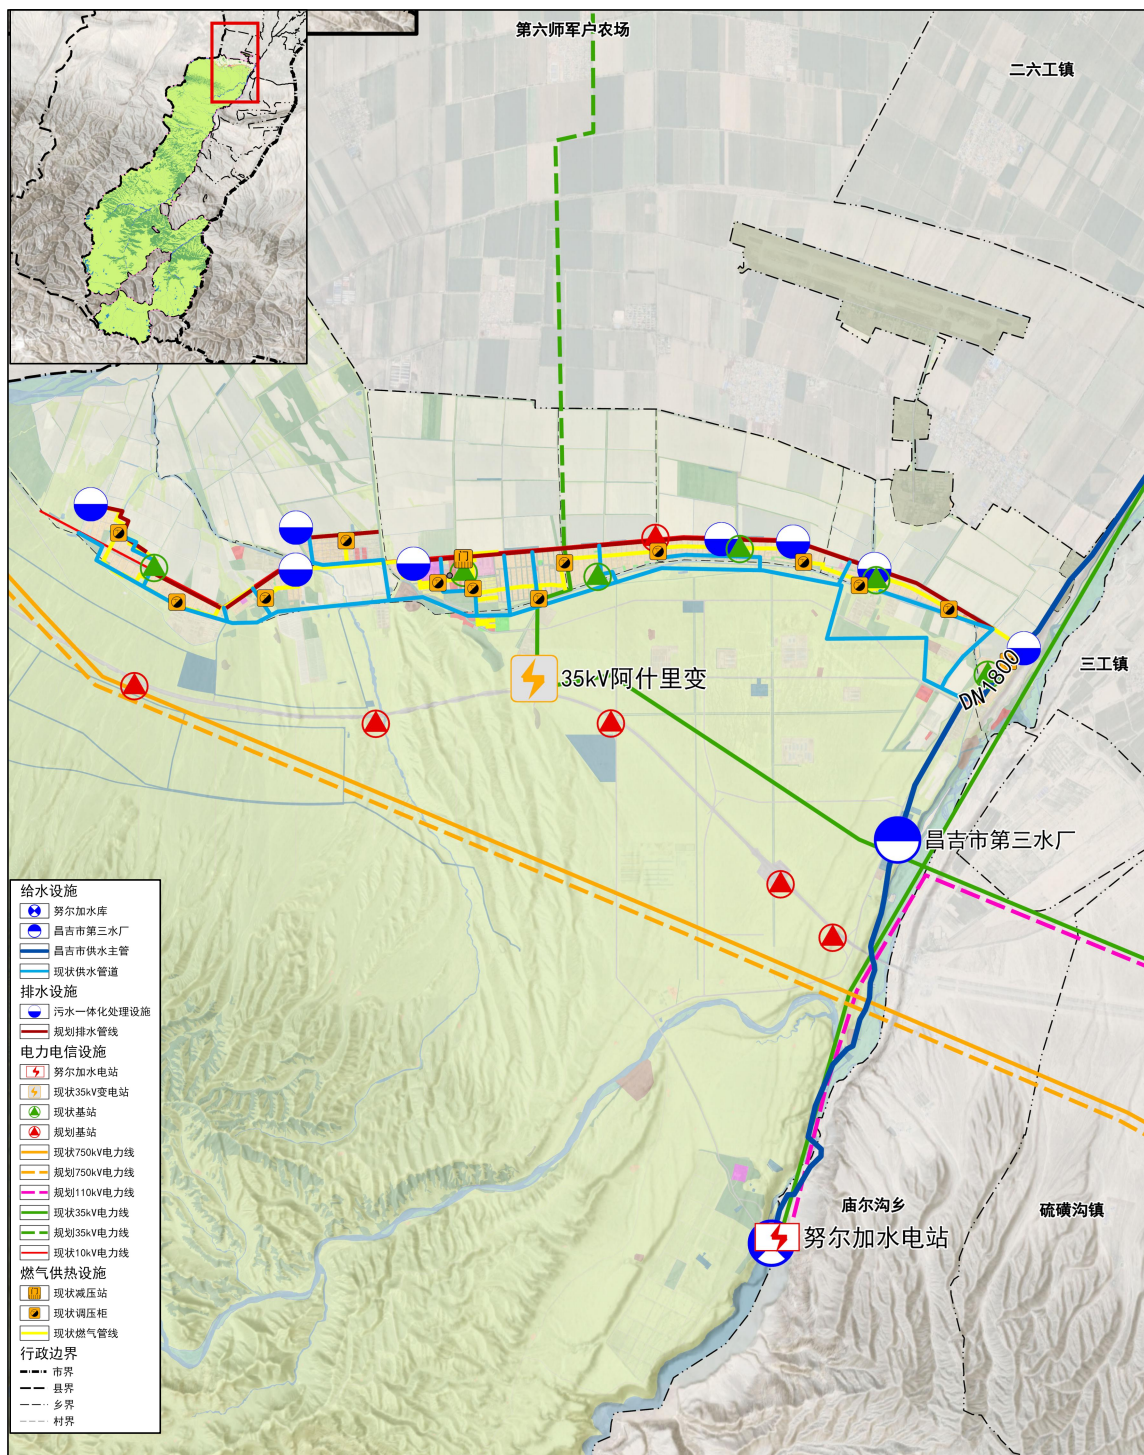 第六师军户农场
二六工镇
三工镇
DN1800
35kV阿什里变
昌吉市第三水厂
庙尔沟乡
硫磺沟镇
努尔加水电站
给水设施
努尔加水库
昌吉市第三水厂
昌吉市供水主管
现状供水管道
排水设施
污水一体化处理设施
规划排水管线
电力电信设施
努尔加水电站
现状35kV变电站
现状基站
规划基站
现状750kV电力线
规划750kV电力线
规划110kV电力线
现状35kV电力线
规划35kV电力线
现状10kV电力线
燃气供热设施
现状减压站
现状调压柜
现状燃气管线
行政边界
市界
县界
乡界
村界